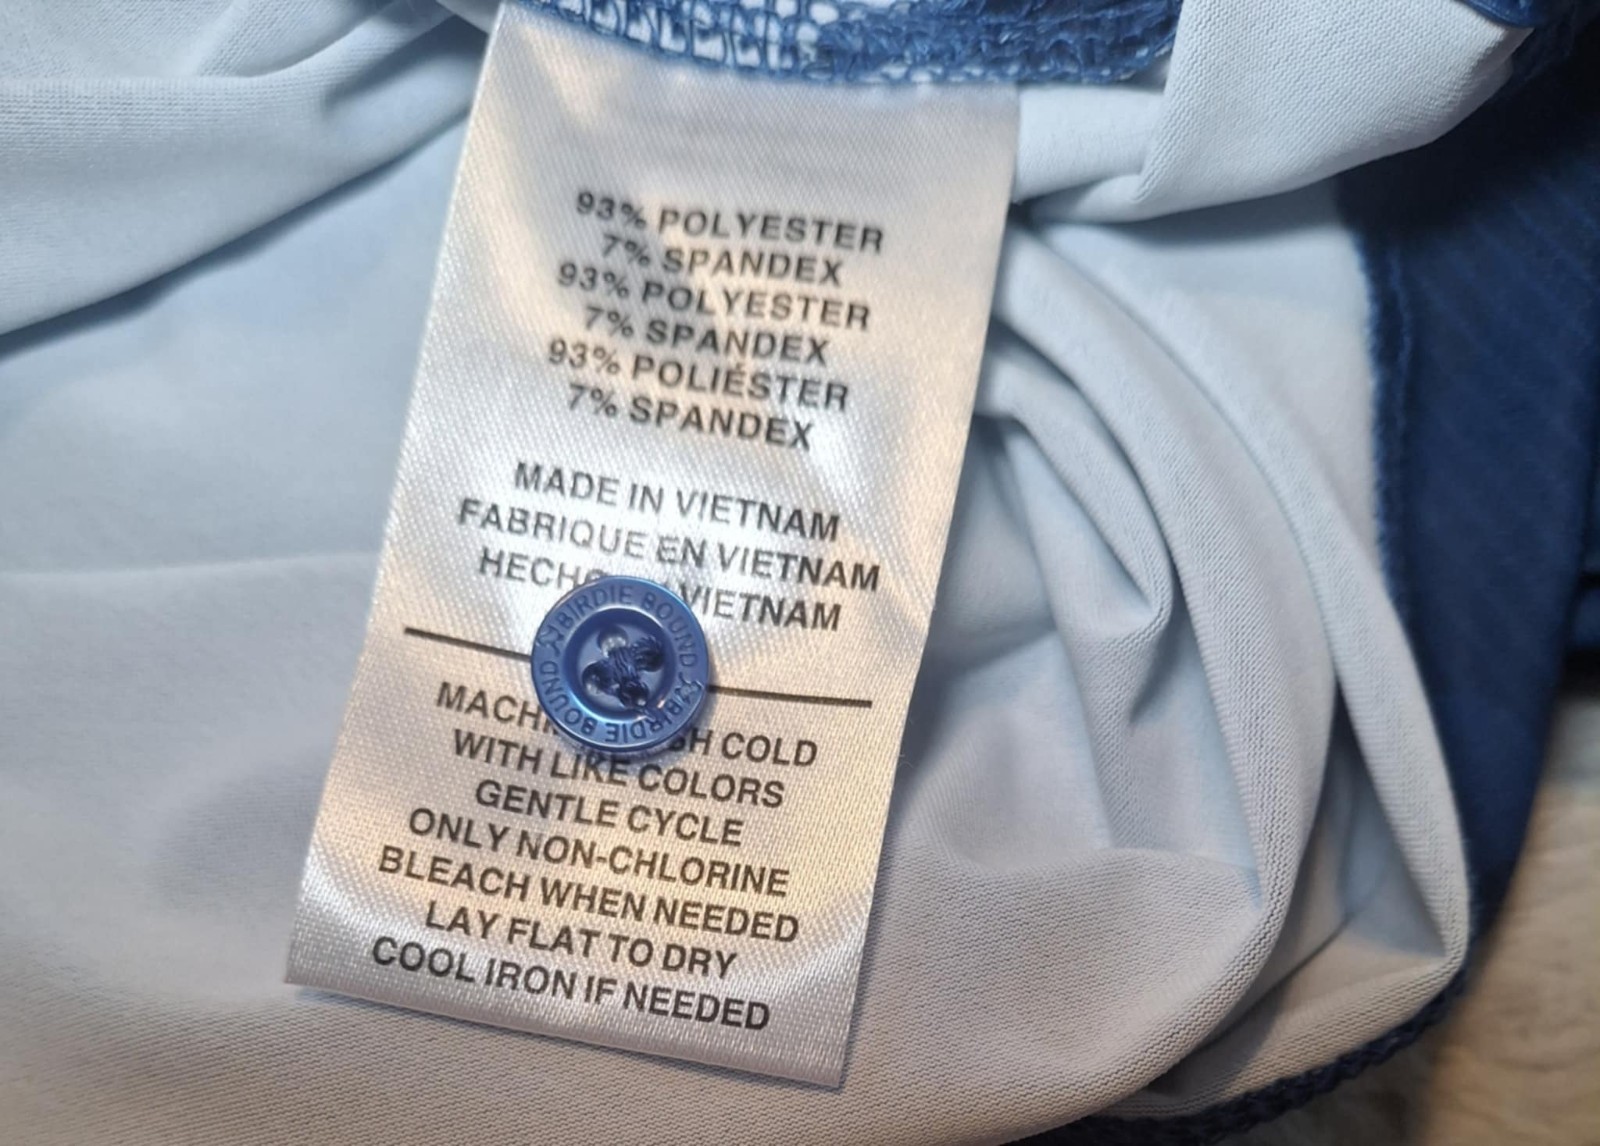 93% POLYESTER
7% SPANDEX
93% POLYESTER
7% SPANDEX
93% POLIÉSTER
7% SPANDEX
MADE IN VIETNAM
FABRIQUE EN VIETNAM
VIETNAM
BIRDIE BOUND
BIRDIE BOUND
COLD
WITH LIKE COLORS
GENTLE CYCLE
ONLY NON-CHLORINE
BLEACH WHEN NEEDED
LAY FLAT TO DRY
COOL IRON IF NEEDED